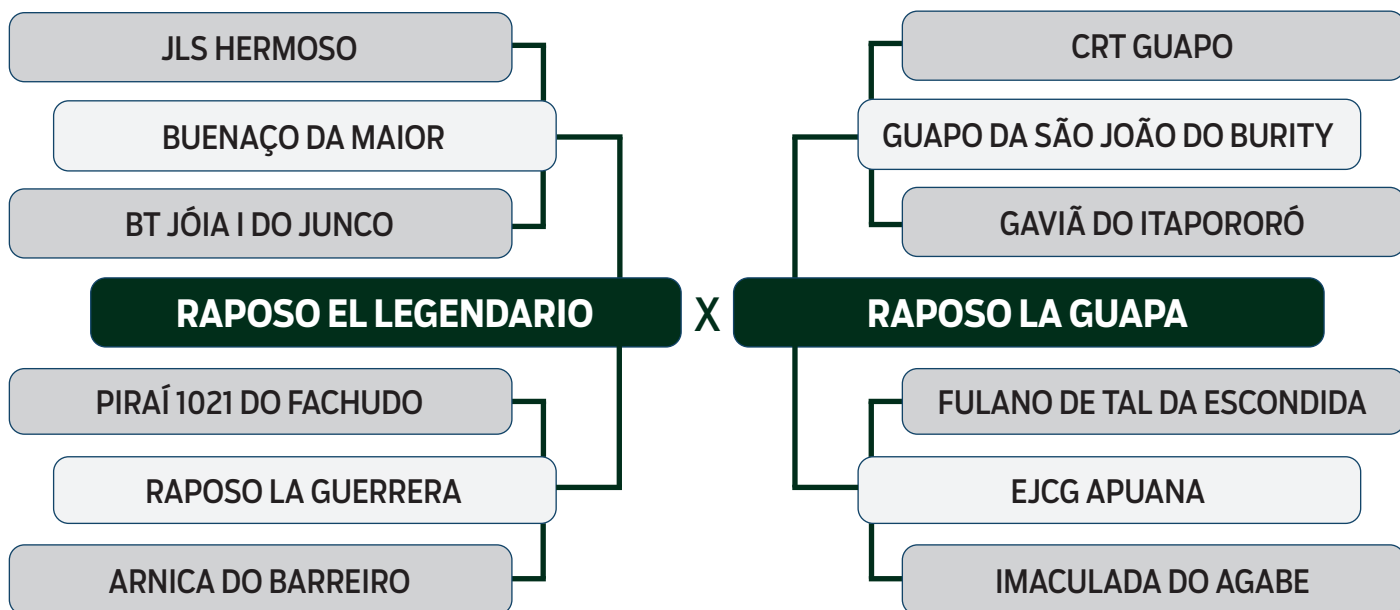 JLS HERMOSO
BUENAÇO DA MAIOR
BT JÓIA I DO JUNCO
RAPOSO EL LEGENDARIO
PIRAÍ 1021 DO FACHUDO
RAPOSO LA GUERRERA
ARNICA DO BARREIRO
X
CRT GUAPO
GUAPO DA SÃO JOÃO DO BURITY
GAVIÃ DO ITAPORORÓ
RAPOSO LA GUAPA
FULANO DE TAL DA ESCONDIDA
EJCG APUANA
IMACULADA DO AGABE